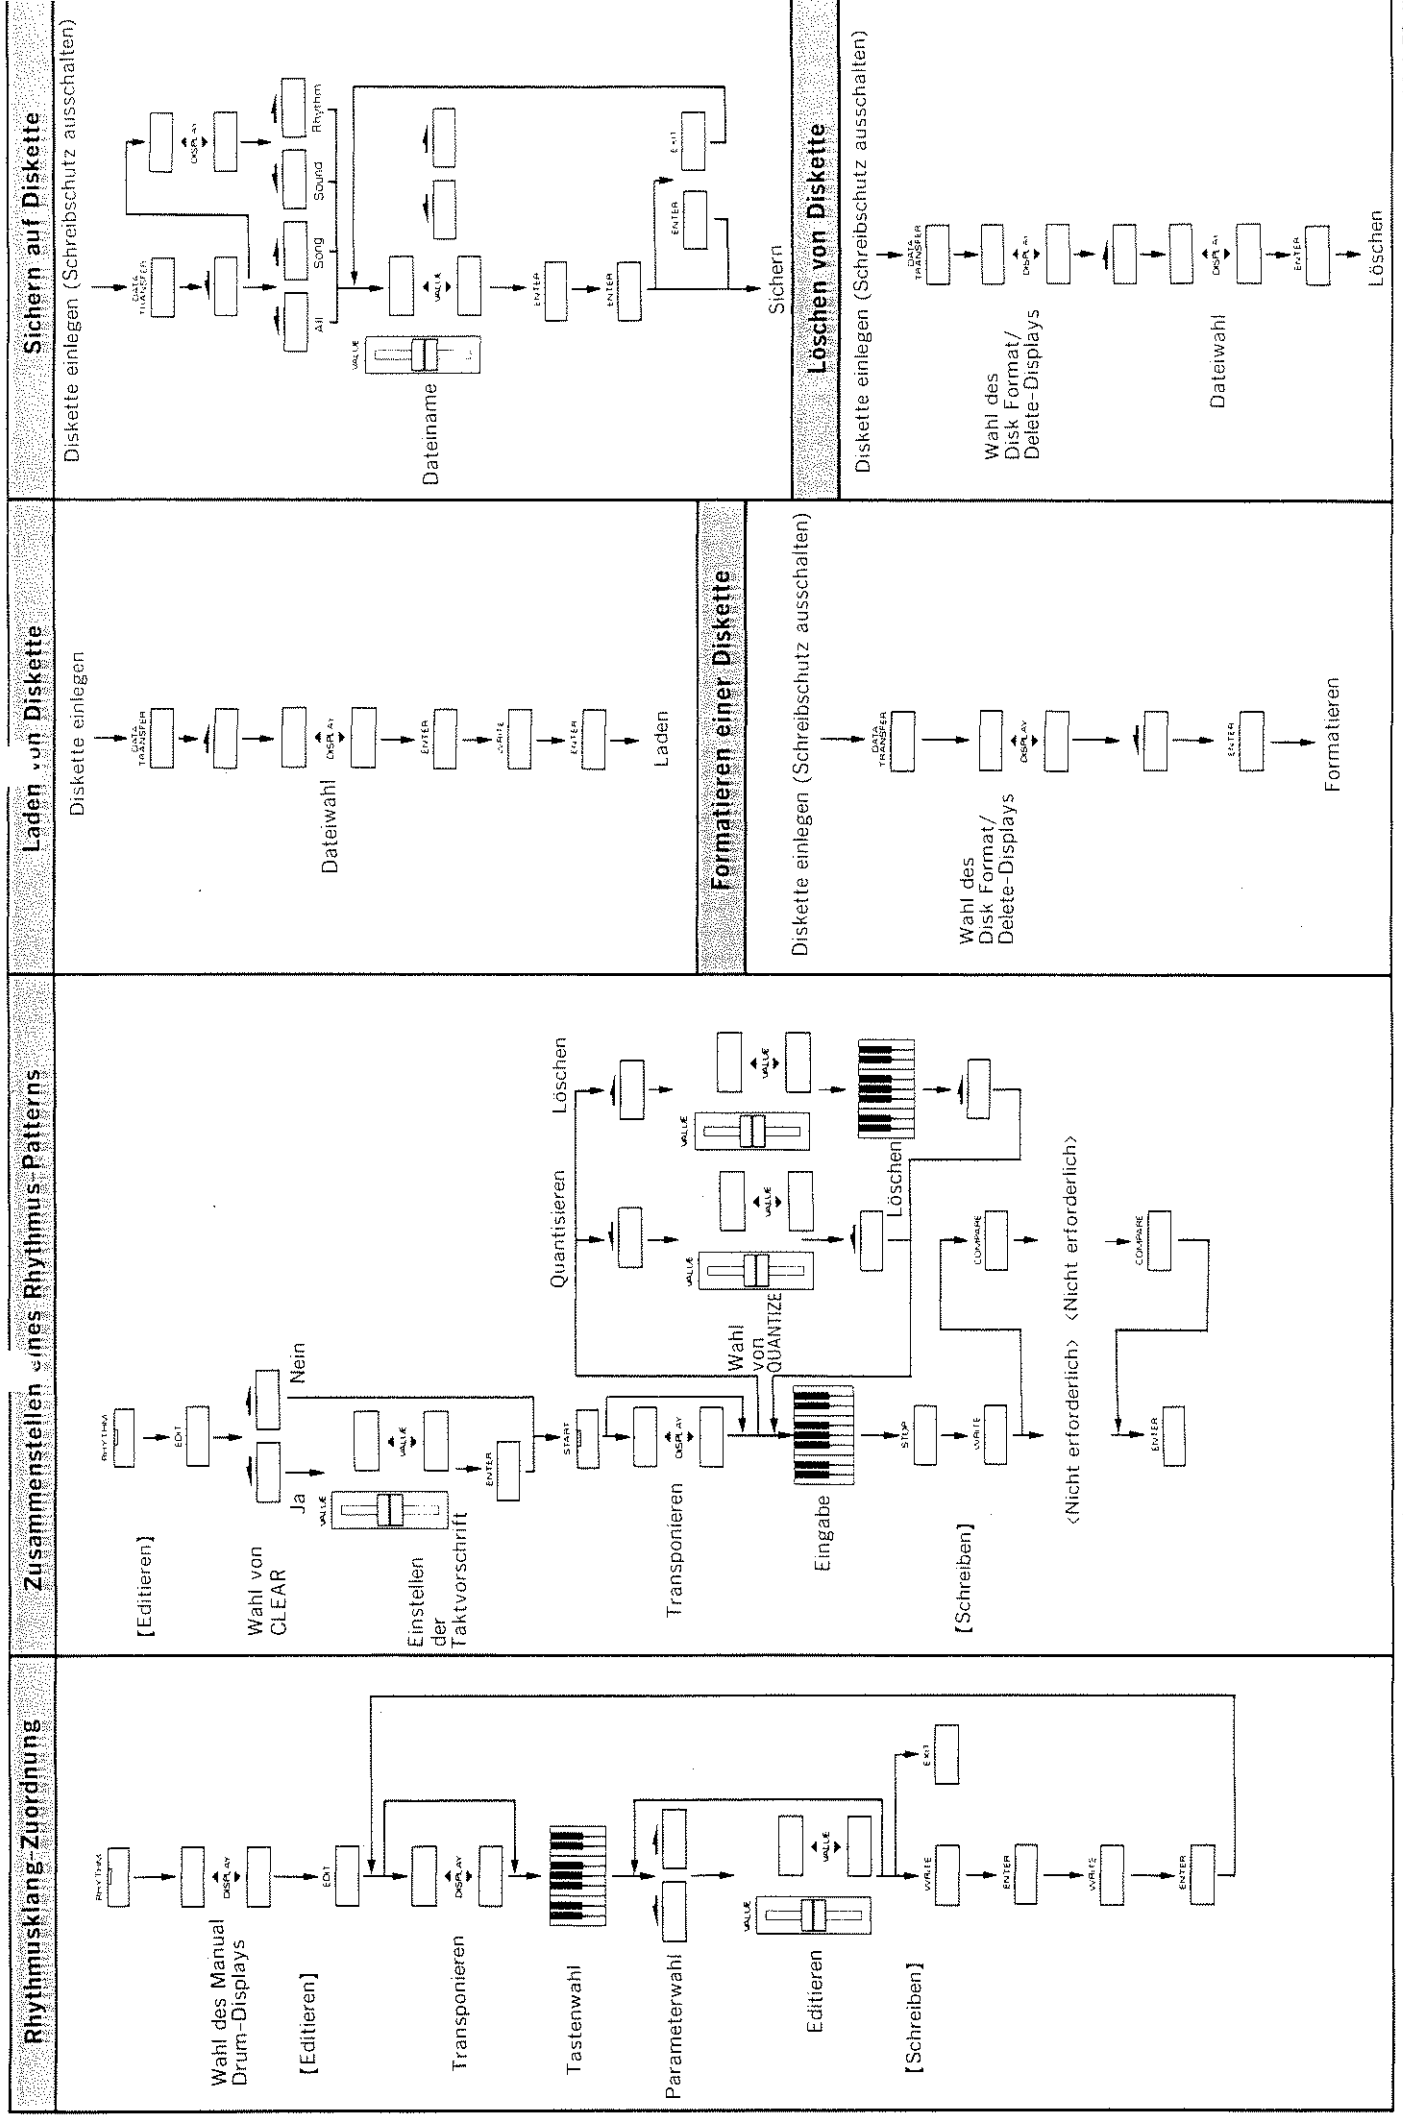 Rhythmusklang-Zuordnung
RHYTHM
Wahl des Manual
Drum-Displays
DISPLAY
[Editieren]
EDIT
Transponieren
DISPLAY
Tastenwahl
Parameterwahl
VALUE
VALUE
Editieren
[Schreiben]
WRITE
EXIT
ENTER
WRITE
ENTER
Zusammenstellen eines Rhythmus-Patterns
RHYTHM
[Editieren]
EDIT
Wahl von
CLEAR
Ja
Nein
VALUE
VALUE
Einstellen
der
Taktvorschrift
ENTER
START
Transponieren
DISPLAY
Quantisieren
Löschen
VALUE
VALUE
VALUE
VALUE
Wahl
von
QUANTIZE
Eingabe
Löschen
STOP
[Schreiben]
WRITE
COMPARE
<Nicht erforderlich>
<Nicht erforderlich>
COMPARE
ENTER
Laden von Diskette
Diskette einlegen
DATA
TRANSFER
Dateiwahl
DISPLAY
ENTER
WRITE
ENTER
Laden
Formatieren einer Diskette
Diskette einlegen (Schreibschutz ausschalten)
DATA
TRANSFER
Wahl des
Disk Format/
Delete-Displays
DISPLAY
ENTER
Formatieren
Sichern auf Diskette
Diskette einlegen (Schreibschutz ausschalten)
DATA
TRANSFER
DISPLAY
All
Song
Sound
Rhythm
VALUE
VALUE
Dateiname
ENTER
ENTER
ENTER
EXIT
Sichern
Löschen von Diskette
Diskette einlegen (Schreibschutz ausschalten)
DATA
TRANSFER
Wahl des
Disk Format/
Delete-Displays
DISPLAY
Dateiwahl
DISPLAY
ENTER
Löschen